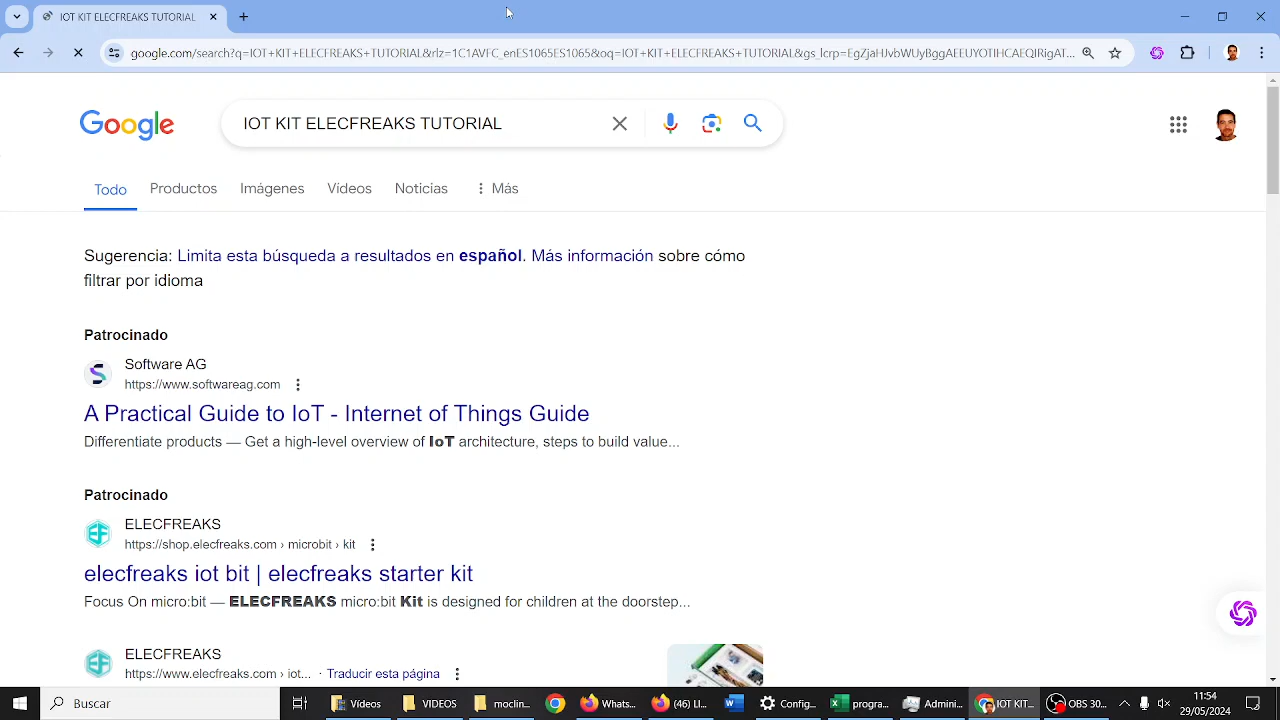 IOT KIT ELECFREAKS TUTORIAL
google.com/search?q=IOT+KIT+ELECFREAKS+TUTORIAL&rlz=1C1AVFC_enES1065ES1065&oq=IOT+KIT+ELECFREAKS+TUTORIAL&gs_lcrp=EgZjaHJvbWUyBggAEEUYOTIHCAEQIRigAT...
Google
IOT KIT ELECFREAKS TUTORIAL
Todo Productos Imágenes Vídeos Noticias Más
Sugerencia: Limita esta búsqueda a resultados en español. Más información sobre cómo
filtrar por idioma
Patrocinado
Software AG
https://www.softwareag.com
A Practical Guide to IoT - Internet of Things Guide
Differentiate products — Get a high-level overview of IoT architecture, steps to build value...
Patrocinado
ELECFREAKS
https://shop.elecfreaks.com › microbit › kit
elecfreaks iot bit | elecfreaks starter kit
Focus On micro:bit — ELECFREAKS micro:bit Kit is designed for children at the doorstep...
ELECFREAKS
https://www.elecfreaks.com › iot... · Traducir esta página
Buscar Vídeos VIDEOS moclin... Whats... (46) LI... Config... progra... Admini... IOT KIT... OBS 30... 11:54
29/05/2024